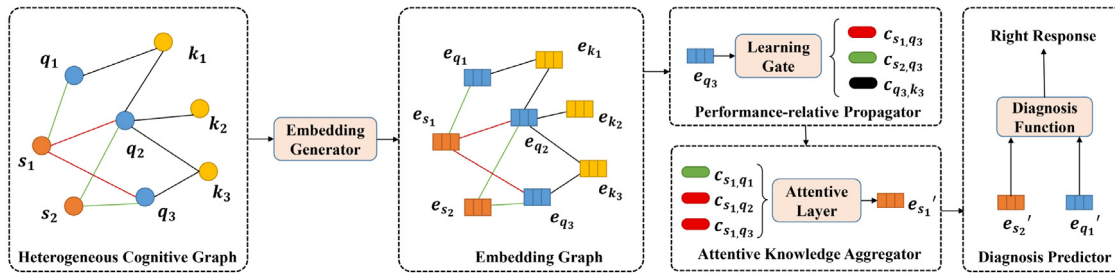 q1
k1
k2
s1
q2
k3
s2
q3
Heterogeneous Cognitive Graph
Embedding
Generator
e_q1
e_k1
e_s1
e_k2
e_q2
e_k3
e_s2
e_q3
Embedding Graph
e_q3
Learning
Gate
c_s1,q3
c_s2,q3
c_q3,k3
Performance-relative Propagator
c_s1,q1
c_s1,q2
c_s1,q3
Attentive
Layer
e_s1′
Attentive Knowledge Aggregator
Right Response
Diagnosis
Function
e_s2′
e_q1′
Diagnosis Predictor